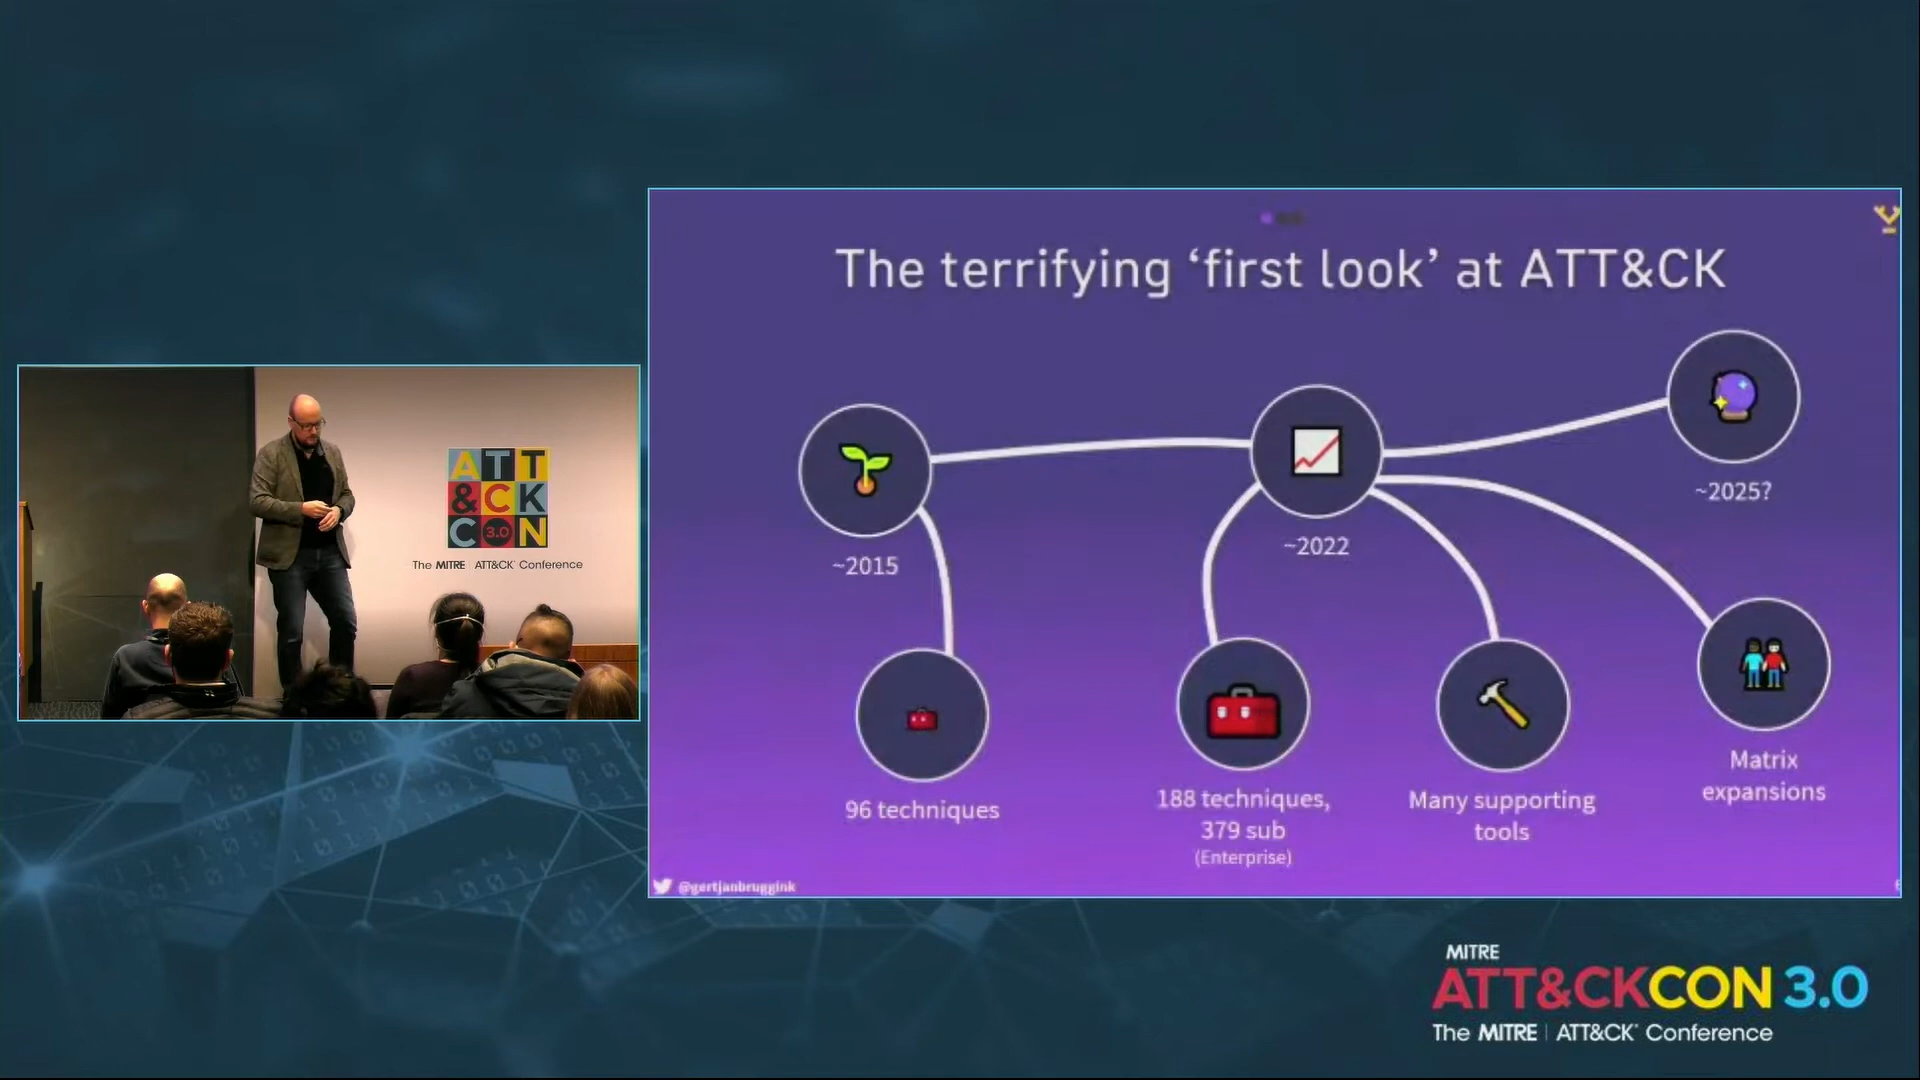 The terrifying ‘first look’ at ATT&CK
~2015
~2022
~2025?
96 techniques
188 techniques,
379 sub
(Enterprise)
Many supporting
tools
Matrix
expansions
@gertjanbruggink
ATT
&CK
CON
3.0
The MITRE ATT&CK® Conference
MITRE
ATT&CKCON 3.0
The MITRE | ATT&CK® Conference